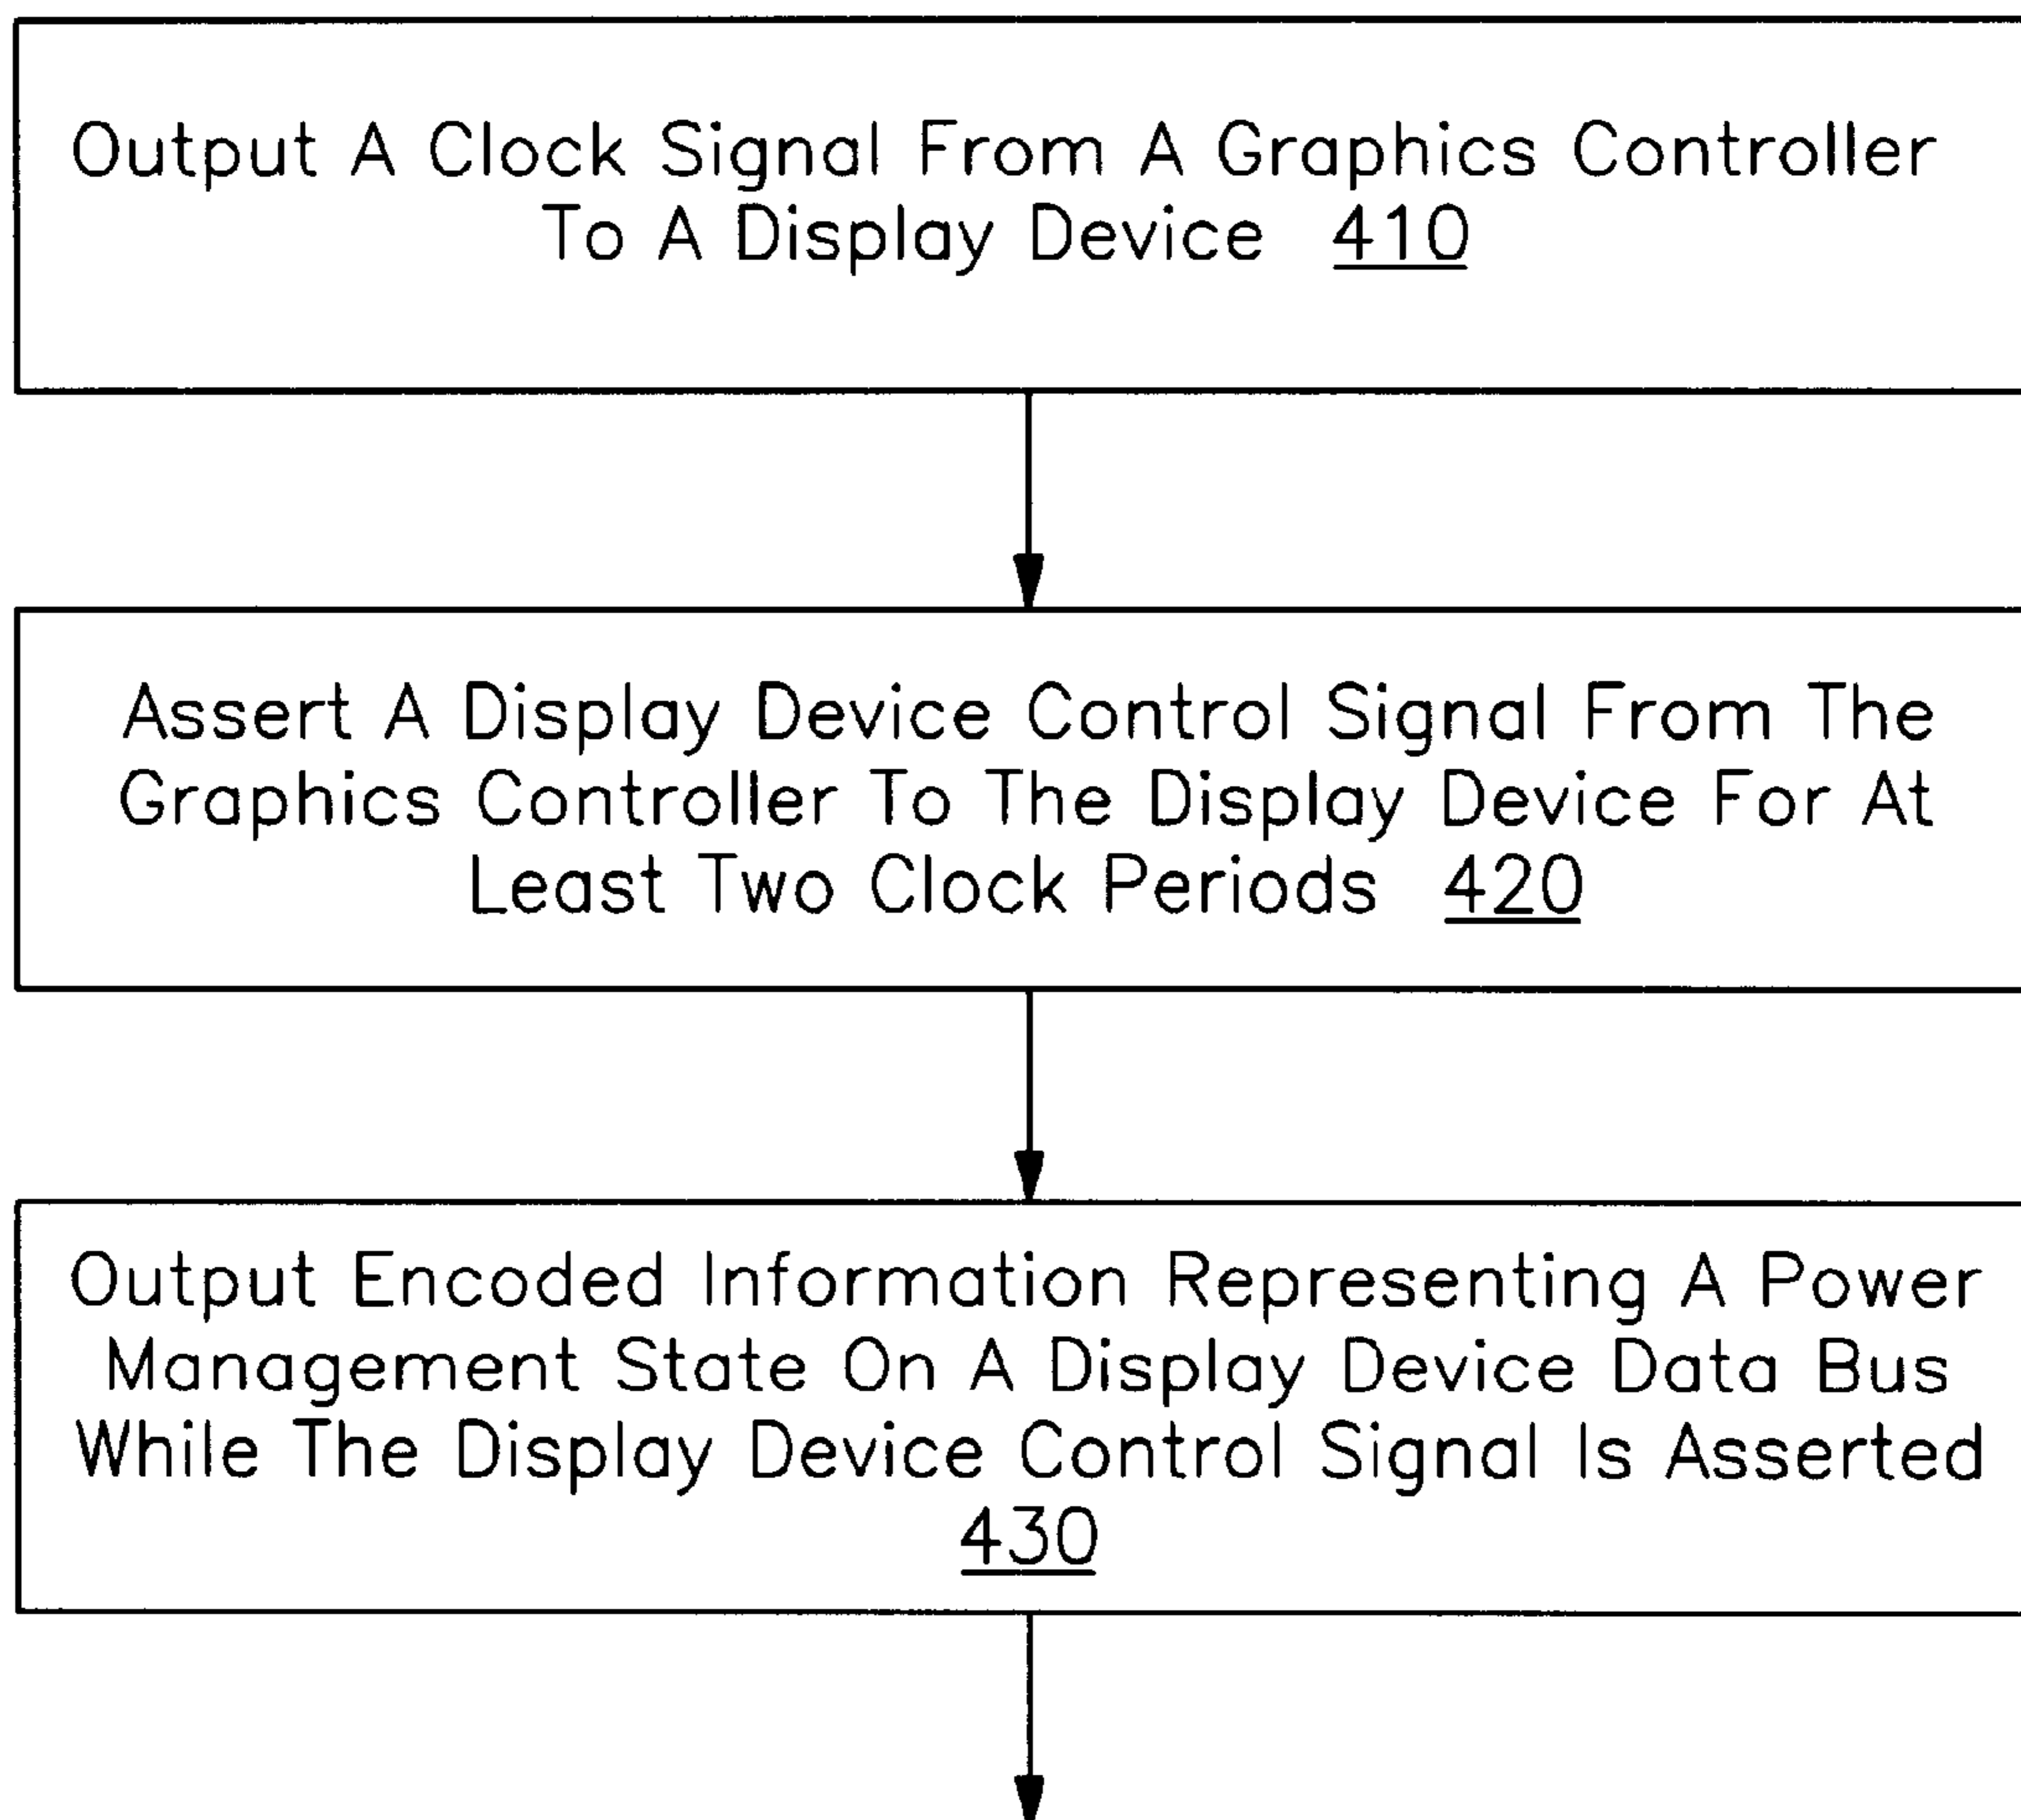 Output A Clock Signal From A Graphics Controller
To A Display Device 410
Assert A Display Device Control Signal From The
Graphics Controller To The Display Device For At
Least Two Clock Periods 420
Output Encoded Information Representing A Power
Management State On A Display Device Data Bus
While The Display Device Control Signal Is Asserted
430